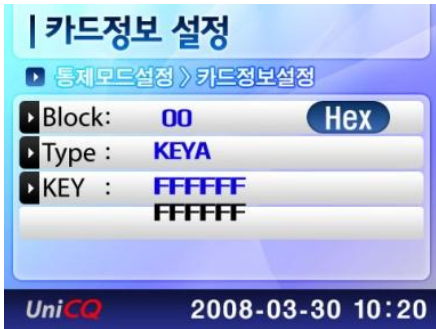 카드정보 설정
통제모드설정 > 카드정보설정
Block: 00 Hex
Type : KEYA
KEY : FFFFFF
FFFFFF
UniCQ 2008-03-30 10:20